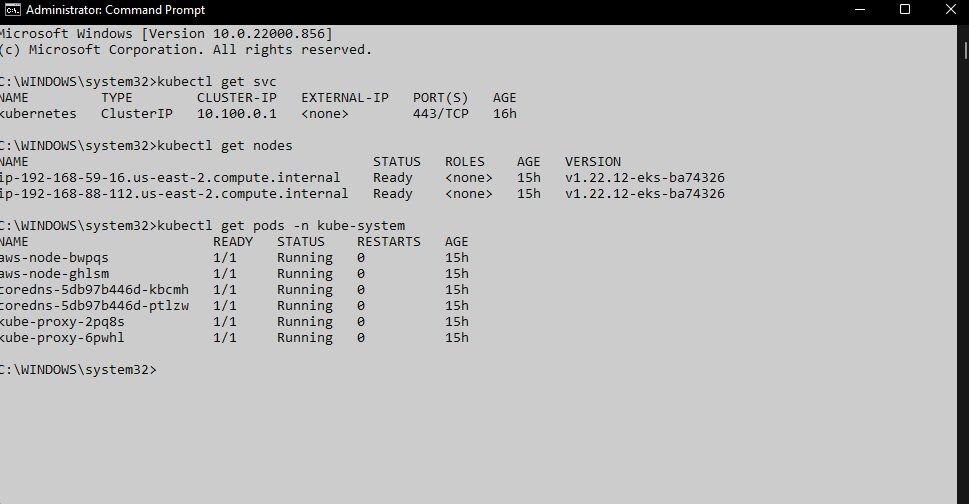 Administrator: Command Prompt
Microsoft Windows [Version 10.0.22000.856]
(c) Microsoft Corporation. All rights reserved.
C:\WINDOWS\system32>kubectl get svc
NAME         TYPE        CLUSTER-IP   EXTERNAL-IP   PORT(S)   AGE
kubernetes   ClusterIP   10.100.0.1   <none>        443/TCP   16h
C:\WINDOWS\system32>kubectl get nodes
NAME                                           STATUS   ROLES    AGE   VERSION
ip-192-168-59-16.us-east-2.compute.internal    Ready    <none>   15h   v1.22.12-eks-ba74326
ip-192-168-88-112.us-east-2.compute.internal   Ready    <none>   15h   v1.22.12-eks-ba74326
C:\WINDOWS\system32>kubectl get pods -n kube-system
NAME                       READY   STATUS    RESTARTS   AGE
aws-node-bwpqs             1/1     Running   0          15h
aws-node-ghlsm             1/1     Running   0          15h
coredns-5db97b446d-kbcmh   1/1     Running   0          15h
coredns-5db97b446d-ptlzw   1/1     Running   0          15h
kube-proxy-2pq8s           1/1     Running   0          15h
kube-proxy-6pwhl           1/1     Running   0          15h
C:\WINDOWS\system32>